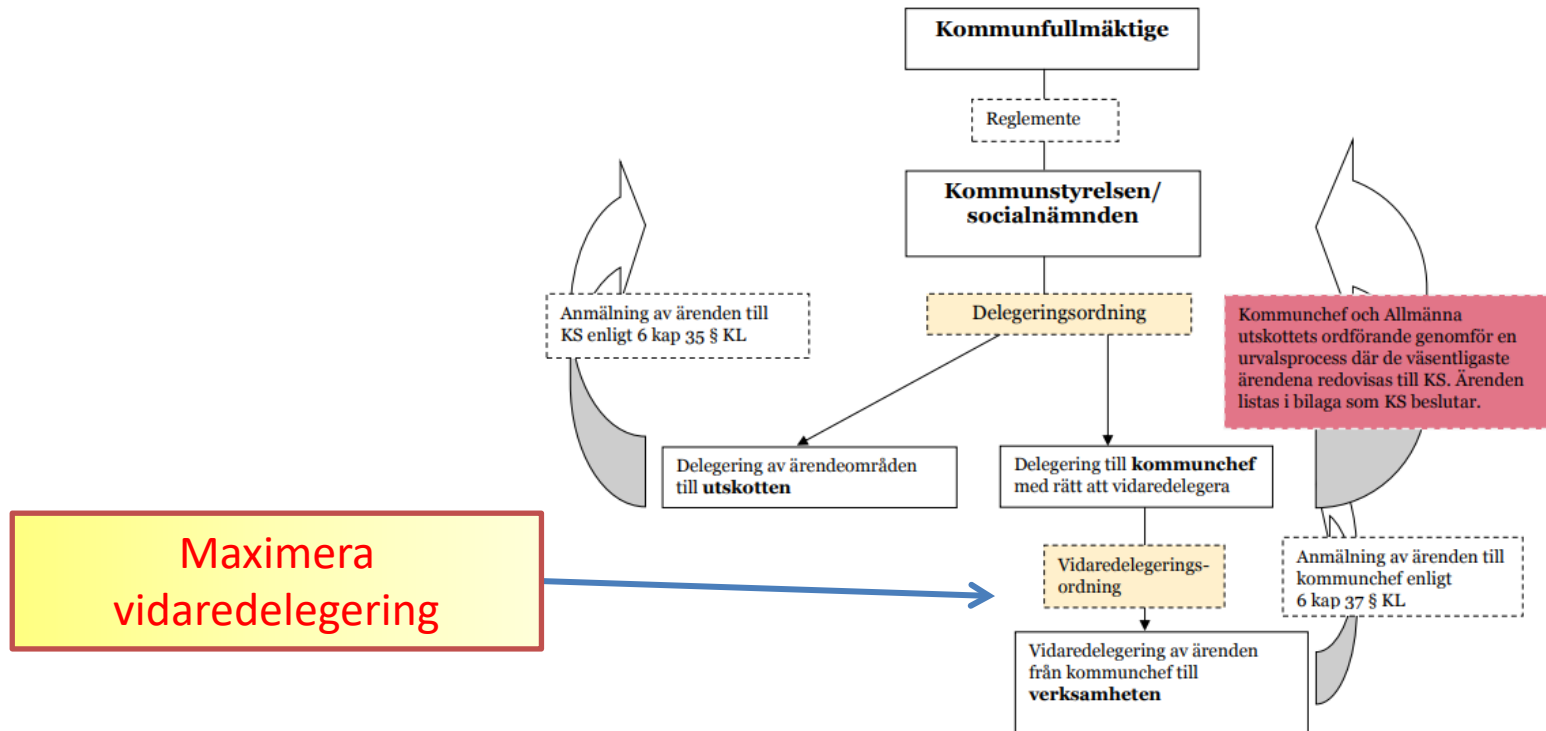 Kommunfullmäktige
Reglemente
Kommunstyrelsen/
socialnämnden
Anmälning av ärenden till
KS enligt 6 kap 35 § KL
Delegeringsordning
Kommunchef och Allmänna
utskottets ordförande genomför en
urvalsprocess där de väsentligaste
ärendena redovisas till KS. Ärenden
listas i bilaga som KS beslutar.
Delegering av ärendeområden
till utskotten
Delegering till kommunchef
med rätt att vidaredelegera
Maximera
vidaredelegering
Vidaredelegerings-
ordning
Anmälning av ärenden till
kommunchef enligt
6 kap 37 § KL
Vidaredelegering av ärenden
från kommunchef till
verksamheten